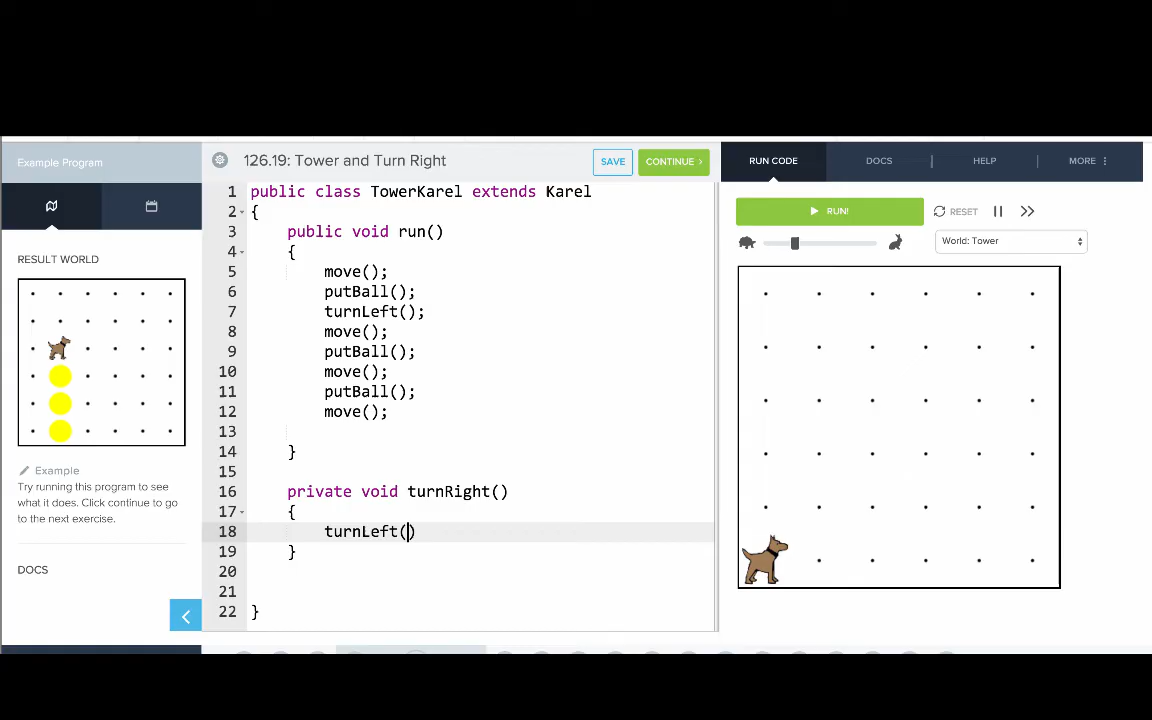 Example Program
126.19: Tower and Turn Right
SAVE
CONTINUE
RUN CODE
DOCS
HELP
MORE
RESULT WORLD
Example
Try running this program to see
what it does. Click continue to go
to the next exercise.
DOCS
1 public class TowerKarel extends Karel
2 {
3 public void run()
4 {
5 move();
6 putBall();
7 turnLeft();
8 move();
9 putBall();
10 move();
11 putBall();
12 move();
13
14 }
15
16 private void turnRight()
17 {
18 turnLeft()
19 }
20
21
22 }
RUN!
RESET
World: Tower